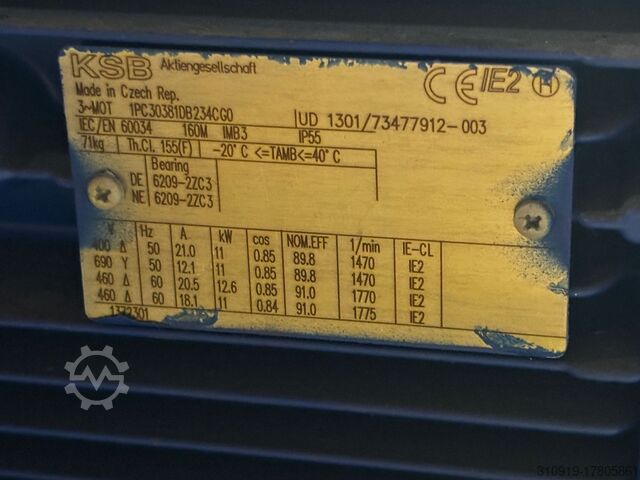 KSB Aktiengesellschaft
CE IE2 H
Made in Czech Rep.
3~MOT 1PC30381DB234CG0 UD 1301/73477912-003
IEC/EN 60034 160M IMB3 IP55
71kg Th.Cl. 155(F) -20°C <=TAMB<=40°C
Bearing
DE 6209-2ZC3
NE 6209-2ZC3
V Hz A kW cos NOM.EFF 1/min IE-CL
400 Δ 50 21.0 11 0.85 89.8 1470 IE2
690 Y 50 12.1 11 0.85 89.8 1470 IE2
460 Δ 60 20.5 12.6 0.85 91.0 1770 IE2
460 Δ 60 18.1 11 0.84 91.0 1775 IE2
1372301
310919-17805861